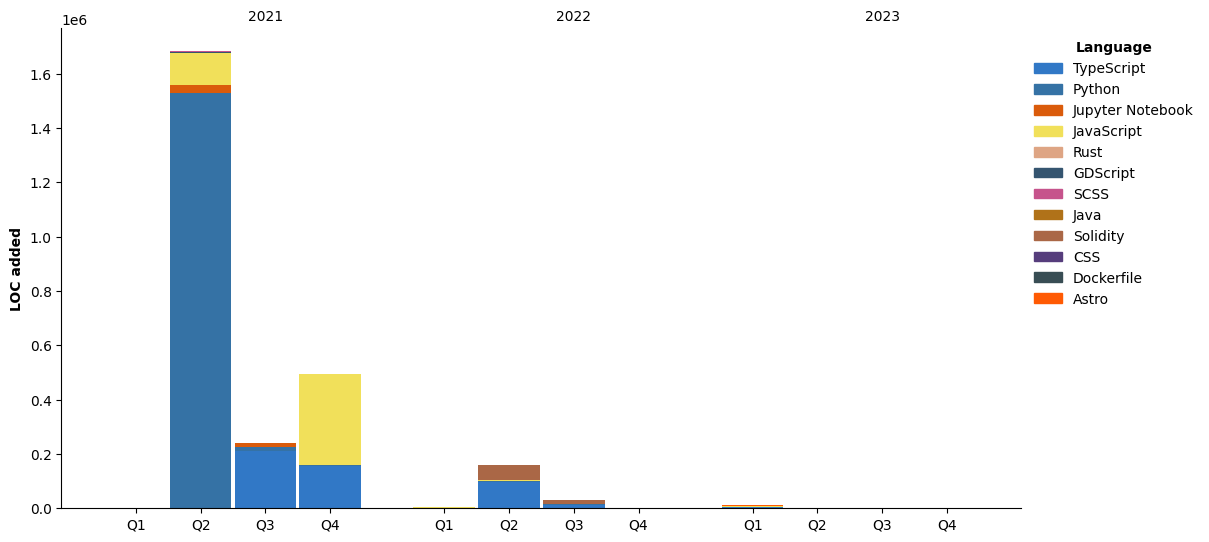 1e6
2021
2022
2023
LOC added
1.6
1.4
1.2
1.0
0.8
0.6
0.4
0.2
0.0
Q1
Q2
Q3
Q4
Q1
Q2
Q3
Q4
Q1
Q2
Q3
Q4
Language
TypeScript
Python
Jupyter Notebook
JavaScript
Rust
GDScript
SCSS
Java
Solidity
CSS
Dockerfile
Astro